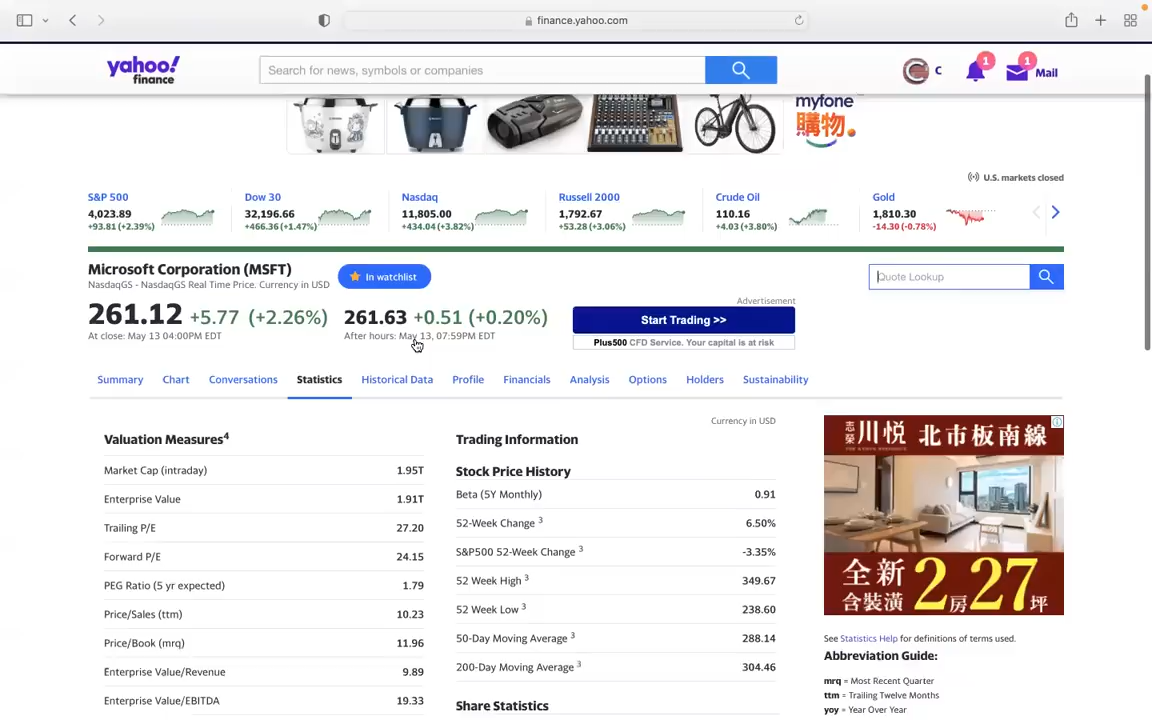 finance.yahoo.com
yahoo!
finance
Search for news, symbols or companies
1
C
1
Mail
myfone
購物
U.S. markets closed
S&P 500
4,023.89
+93.81 (+2.39%)
Dow 30
32,196.66
+466.36 (+1.47%)
Nasdaq
11,805.00
+434.04 (+3.82%)
Russell 2000
1,792.67
+53.28 (+3.06%)
Crude Oil
110.16
+4.03 (+3.80%)
Gold
1,810.30
-14.30 (-0.78%)
Microsoft Corporation (MSFT)
NasdaqGS - NasdaqGS Real Time Price. Currency in USD
In watchlist
Quote Lookup
261.12 +5.77 (+2.26%)
At close: May 13 04:00PM EDT
261.63 +0.51 (+0.20%)
After hours: May 13, 07:59PM EDT
Advertisement
Start Trading >>
Plus500 CFD Service. Your capital is at risk
Summary Chart Conversations Statistics Historical Data Profile Financials Analysis Options Holders Sustainability
Currency in USD
Valuation Measures4
Market Cap (intraday) 1.95T
Enterprise Value 1.91T
Trailing P/E 27.20
Forward P/E 24.15
PEG Ratio (5 yr expected) 1.79
Price/Sales (ttm) 10.23
Price/Book (mrq) 11.96
Enterprise Value/Revenue 9.89
Enterprise Value/EBITDA 19.33
Trading Information
Stock Price History
Beta (5Y Monthly) 0.91
52-Week Change 3 6.50%
S&P500 52-Week Change 3 -3.35%
52 Week High 3 349.67
52 Week Low 3 238.60
50-Day Moving Average 3 288.14
200-Day Moving Average 3 304.46
Share Statistics
志榮 川悦 北市板南線
全新
合裝潢 2房27坪
See Statistics Help for definitions of terms used.
Abbreviation Guide:
mrq = Most Recent Quarter
ttm = Trailing Twelve Months
yoy = Year Over Year